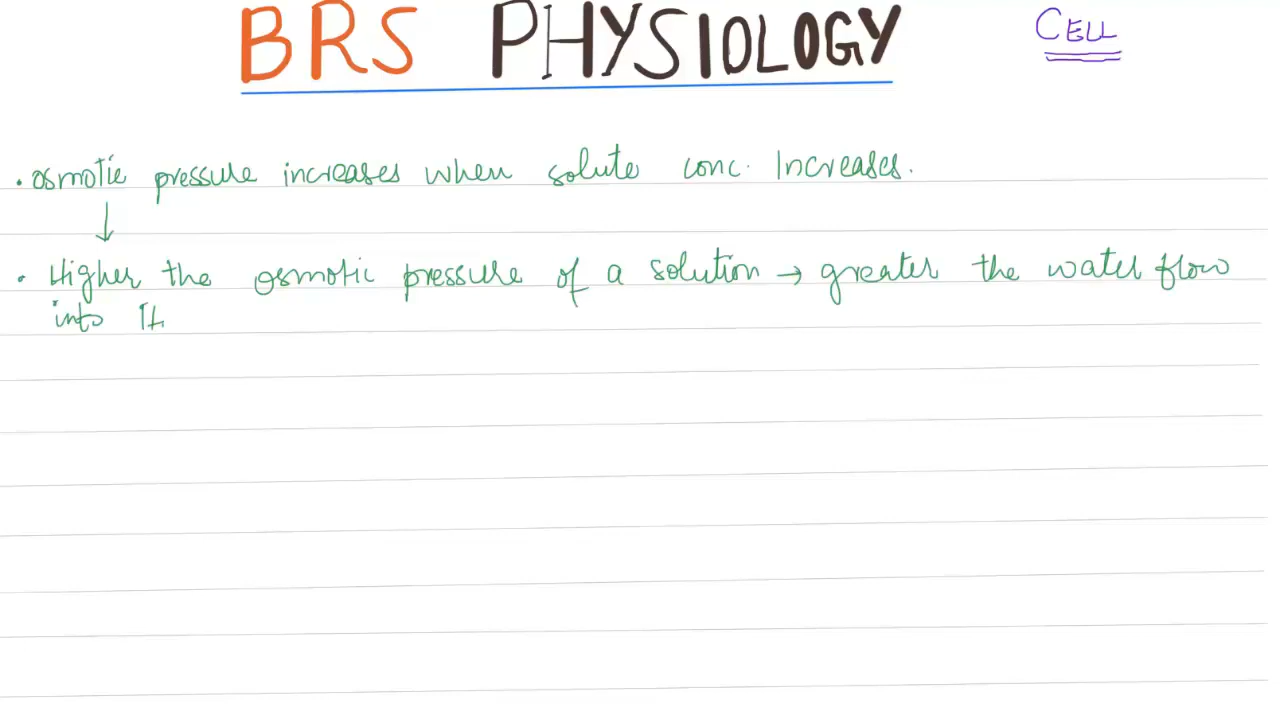 BRS PHYSIOLOGY
CELL
• osmotic pressure increases when solute conc. Increases.
↓
• Higher the osmotic pressure of a solution → greater the water flow
into It